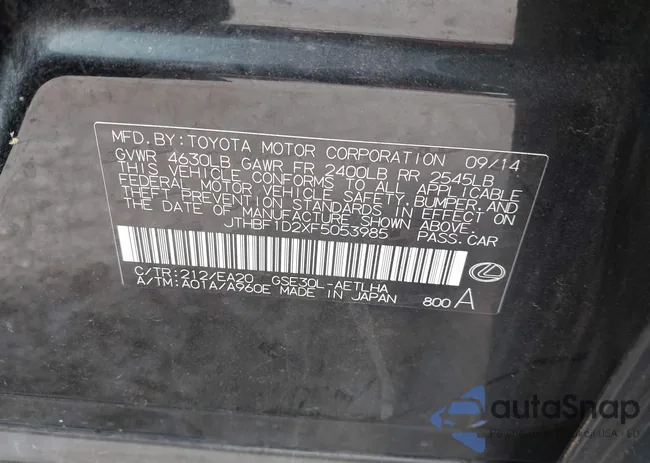 MFD.BY:TOYOTA MOTOR CORPORATION 09/14
GVWR 4630LB GAWR FR 2400LB RR 2545LB
THIS VEHICLE CONFORMS TO ALL APPLICABLE
FEDERAL MOTOR VEHICLE SAFETY,BUMPER,AND
THEFT PREVENTION STANDARDS IN EFFECT ON
THE DATE OF MANUFACTURE SHOWN ABOVE.
JTHBF1D2XF5053985 PASS.CAR
C/TR:212/EA20 GSE30L-AETLHA
A/TM:A01A/A960E MADE IN JAPAN 800 A
autoSnap